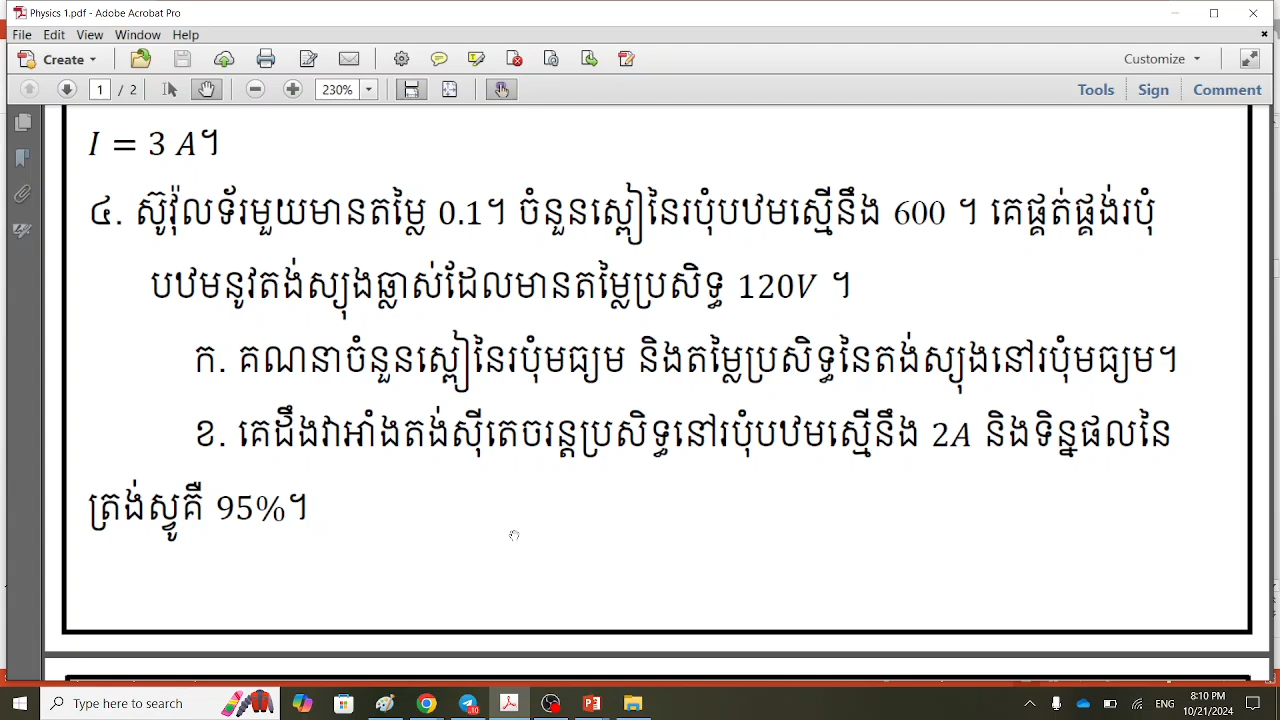 Physics 1.pdf - Adobe Acrobat Pro
File Edit View Window Help
Create
Customize
1 / 2
230%
Tools Sign Comment
I = 3 A។
៤. ស៊ូវ៉ុលទ័រមួយមានតម្លៃ 0.1។ ចំនួនស្ពៀនៃរបុំបឋមស្មើនឹង 600 ។ គេផ្គត់ផ្គង់របុំ
បឋមនូវតង់ស្យុងឆ្លាស់ដែលមានតម្លៃប្រសិទ្ធ 120V ។
ក. គណនាចំនួនស្ពៀនៃរបុំមធ្យម និងតម្លៃប្រសិទ្ធនៃតង់ស្យុងនៅរបុំមធ្យម។
ខ. គេដឹងវាអាំងតង់ស៊ីតេចរន្តប្រសិទ្ធនៅរបុំបឋមស្មើនឹង 2A និងទិន្នផលនៃ
ត្រង់ស្វូគឺ 95%។
Type here to search
ENG
8:10 PM
10/21/2024